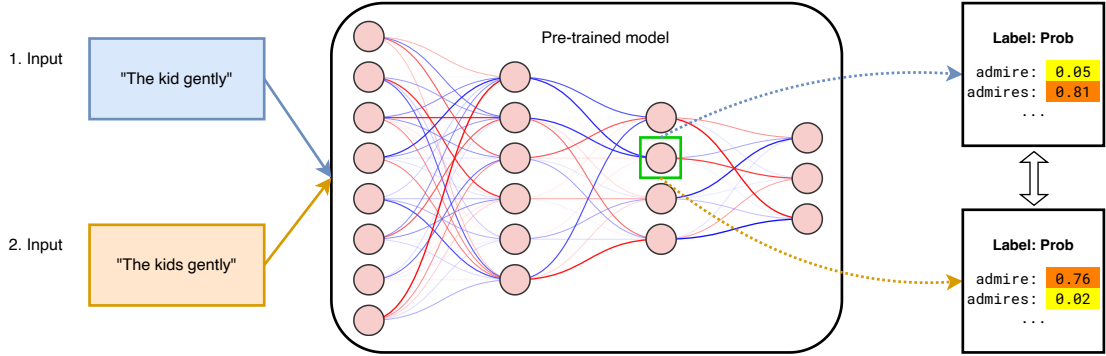 1. Input
"The kid gently"
2. Input
"The kids gently"
Pre-trained model
Label: Prob
admire: 0.05
admires: 0.81
...
Label: Prob
admire: 0.76
admires: 0.02
...